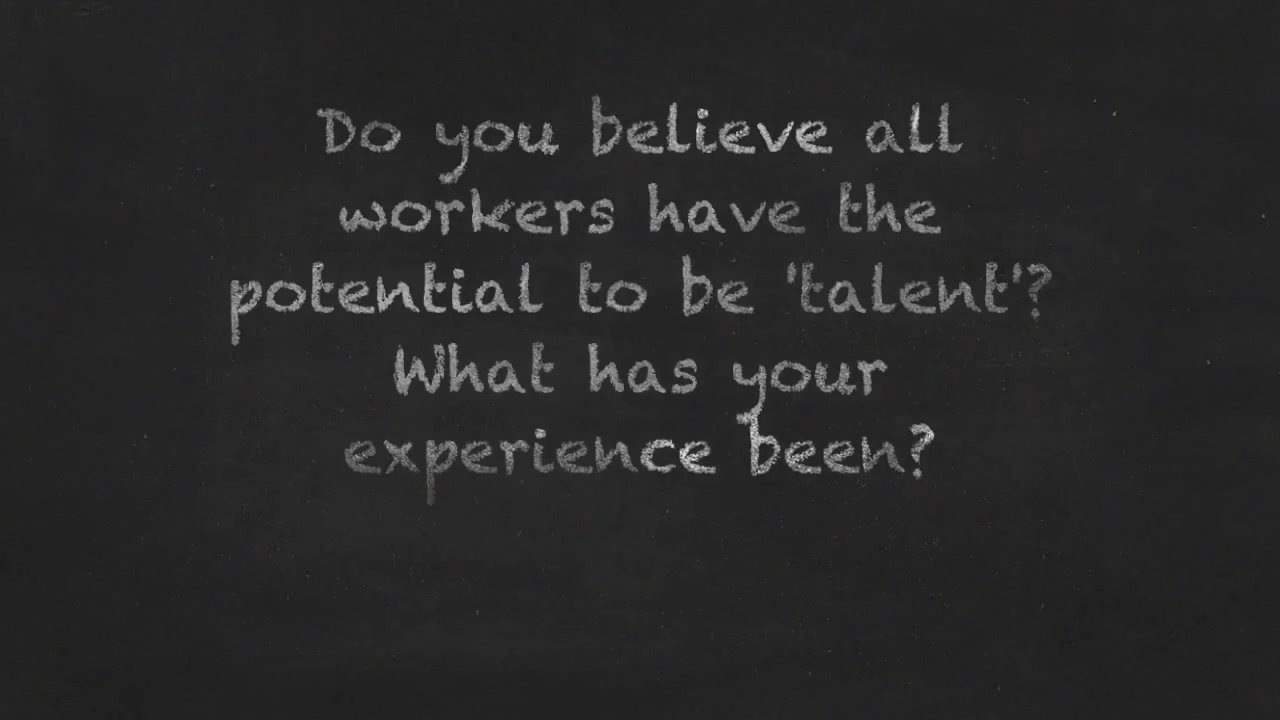 Do you believe all
workers have the
potential to be 'talent'?
What has your
experience been?